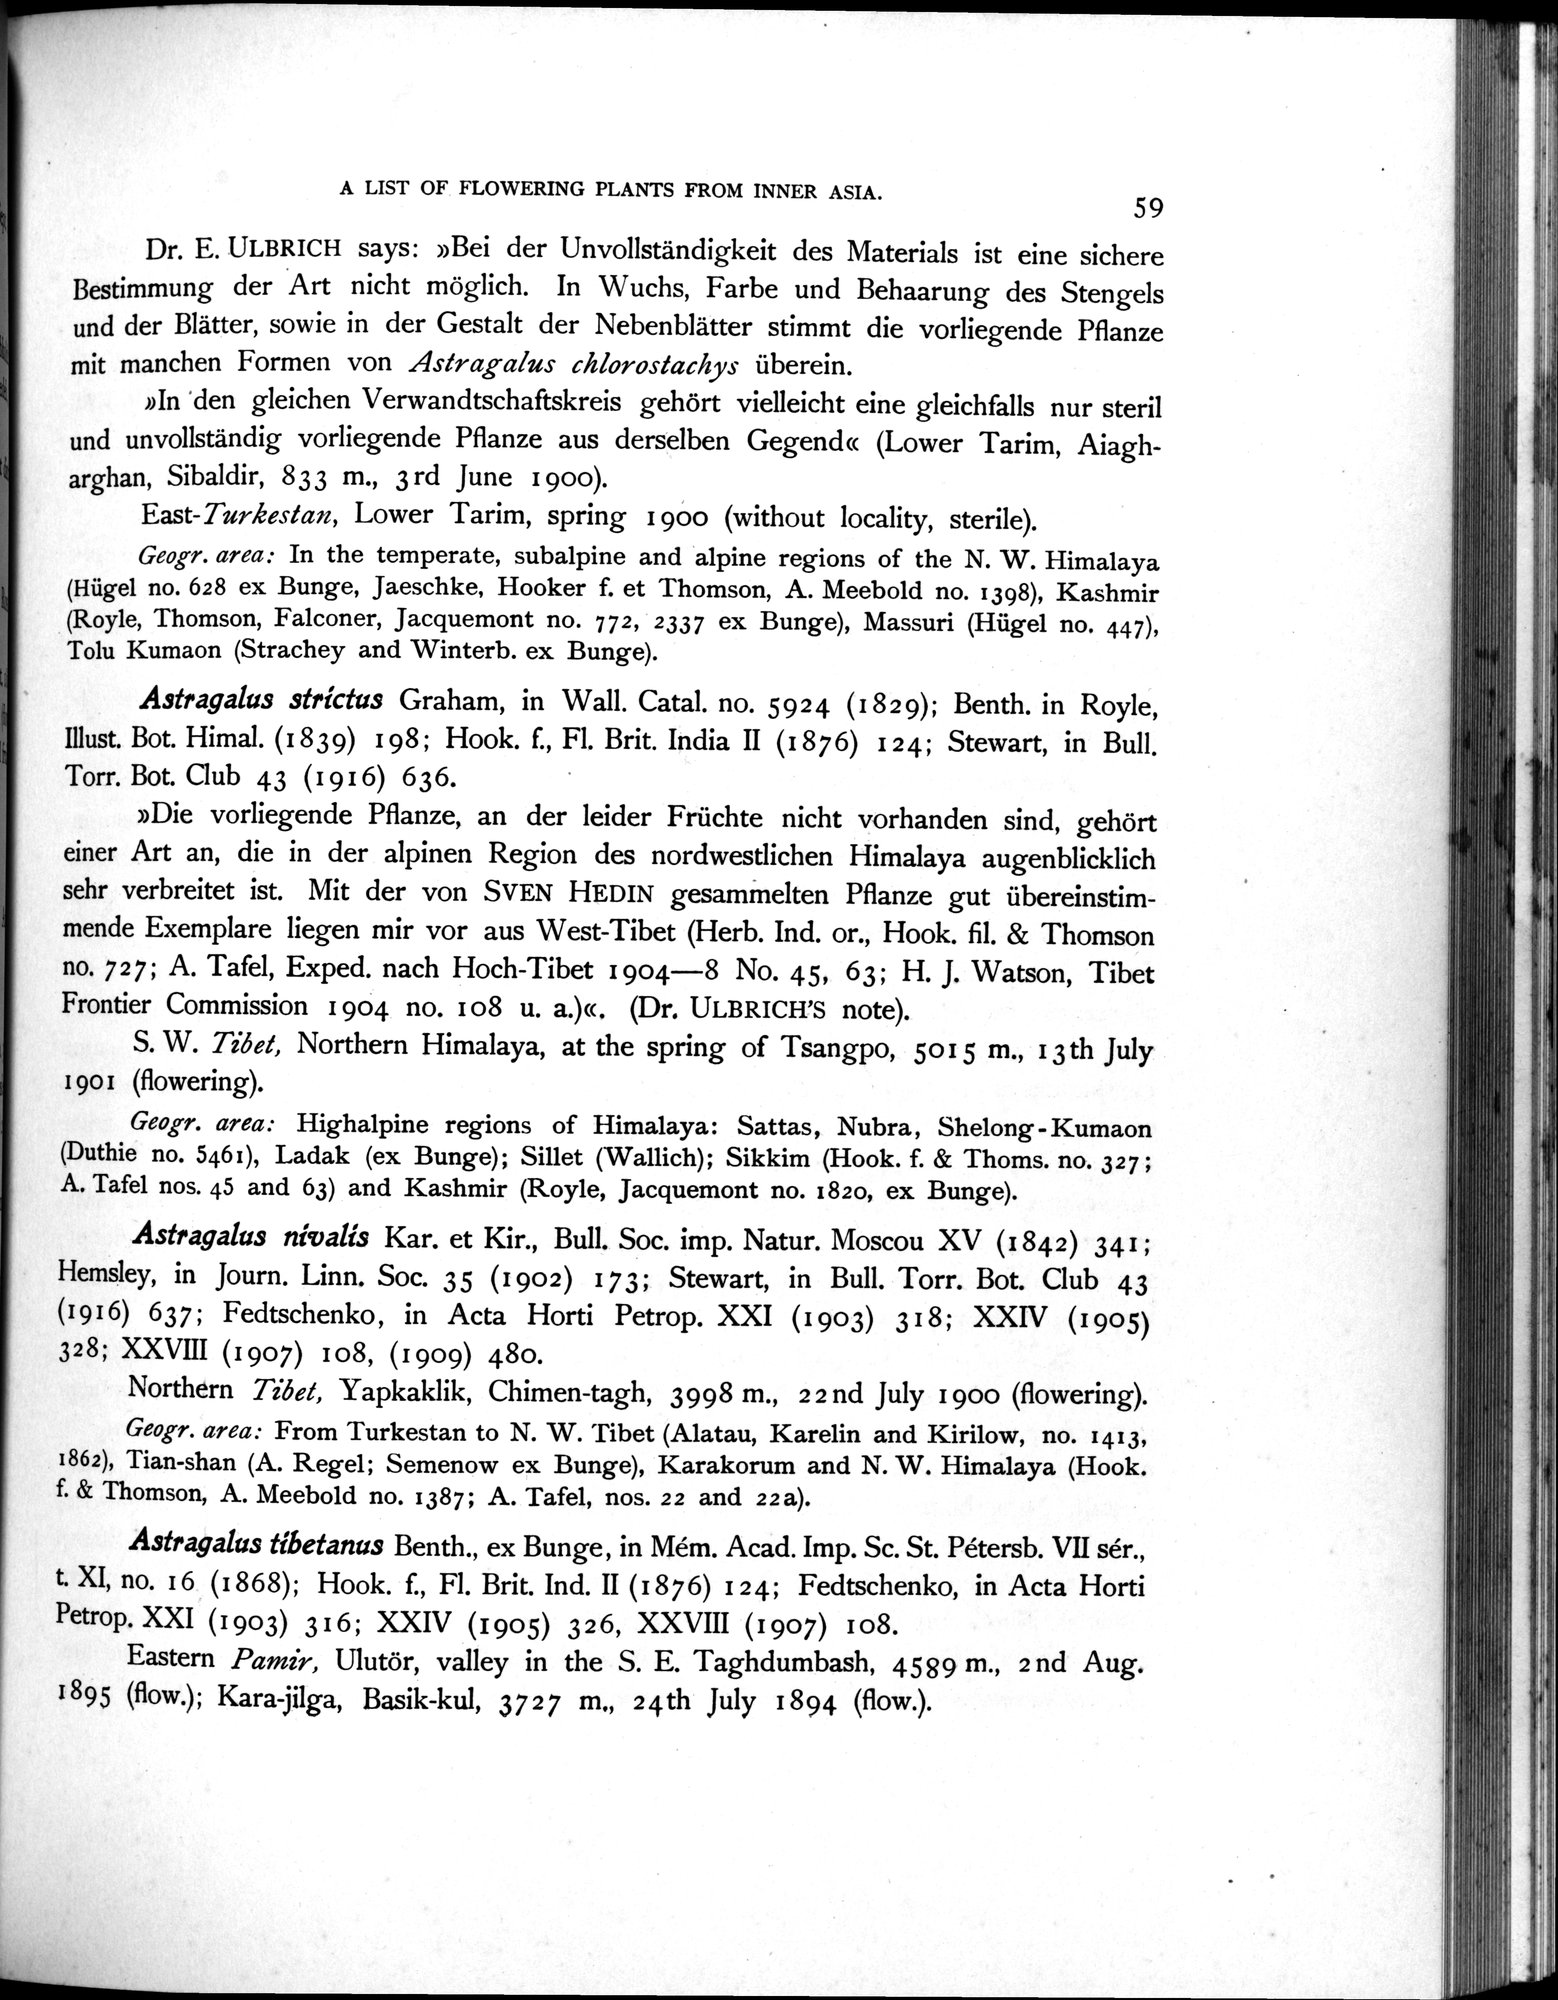 A LIST OF FLOWERING PLANTS FROM INNER ASIA.
59
Dr. E. ULBRICH says: »Bei der Unvollständigkeit des Materials ist eine sichere
Bestimmung der Art nicht möglich. In Wuchs, Farbe und Behaarung des Stengels
und der Blätter, sowie in der Gestalt der Nebenblätter stimmt die vorliegende Pflanze
mit manchen Formen von Astragalus chlorostachys überein.
»In den gleichen Verwandtschaftskreis gehört vielleicht eine gleichfalls nur steril
und unvollständig vorliegende Pflanze aus derselben Gegend« (Lower Tarim, Aiagh-
arghan, Sibaldir, 833 m., 3rd June 1900).
East-Turkestan, Lower Tarim, spring 1900 (without locality, sterile).
Geogr. area: In the temperate, subalpine and alpine regions of the N. W. Himalaya
(Hügel no. 628 ex Bunge, Jaeschke, Hooker f. et Thomson, A. Meebold no. 1398), Kashmir
(Royle, Thomson, Falconer, Jacquemont no. 772, 2337 ex Bunge), Massuri (Hügel no. 447),
Tolu Kumaon (Strachey and Winterb. ex Bunge).
Astragalus strictus Graham, in Wall. Catal. no. 5924 (1829); Benth. in Royle,
Illust. Bot. Himal. (1839) 198; Hook. f., Fl. Brit. India II (1876) 124; Stewart, in Bull.
Torr. Bot. Club 43 (1916) 636.
»Die vorliegende Pflanze, an der leider Früchte nicht vorhanden sind, gehört
einer Art an, die in der alpinen Region des nordwestlichen Himalaya augenblicklich
sehr verbreitet ist. Mit der von SVEN HEDIN gesammelten Pflanze gut übereinstim-
mende Exemplare liegen mir vor aus West-Tibet (Herb. Ind. or., Hook. fil. & Thomson
no. 727; A. Tafel, Exped. nach Hoch-Tibet 1904—8 No. 45, 63; H. J. Watson, Tibet
Frontier Commission 1904 no. 108 u. a.)«. (Dr. ULBRICH'S note).
S. W. Tibet, Northern Himalaya, at the spring of Tsangpo, 5015 m., 13th July
1901 (flowering).
Geogr. area: Highalpine regions of Himalaya: Sattas, Nubra, Shelong-Kumaon
(Duthie no. 5461), Ladak (ex Bunge); Sillet (Wallich); Sikkim (Hook. f. & Thoms. no. 327;
A. Tafel nos. 45 and 63) and Kashmir (Royle, Jacquemont no. 1820, ex Bunge).
Astragalus nivalis Kar. et Kir., Bull. Soc. imp. Natur. Moscou XV (1842) 341;
Hemsley, in Journ. Linn. Soc. 35 (1902) 173; Stewart, in Bull. Torr. Bot. Club 43
(1916) 637; Fedtschenko, in Acta Horti Petrop. XXI (1903) 318; XXIV (1905)
328; XXVIII (1907) 108, (1909) 480.
Northern Tibet, Yapkaklik, Chimen-tagh, 3998 m., 22nd July 1900 (flowering).
Geogr. area: From Turkestan to N. W. Tibet (Alatau, Karelin and Kirilow, no. 1413,
1862), Tian-shan (A. Regel; Semenow ex Bunge), Karakorum and N. W. Himalaya (Hook.
f. & Thomson, A. Meebold no. 1387; A. Tafel, nos. 22 and 22a).
Astragalus tibetanus Benth., ex Bunge, in Mém. Acad. Imp. Sc. St. Pétersb. VII sér.,
t. XI, no. 16 (1868); Hook. f., Fl. Brit. Ind. II (1876) 124; Fedtschenko, in Acta Horti
Petrop. XXI (1903) 316; XXIV (1905) 326, XXVIII (1907) 108.
Eastern Pamir, Ulutör, valley in the S. E. Taghdumbash, 4589 m., 2nd Aug.
1895 (flow.); Kara-jilga, Basik-kul, 3727 m., 24th July 1894 (flow.).